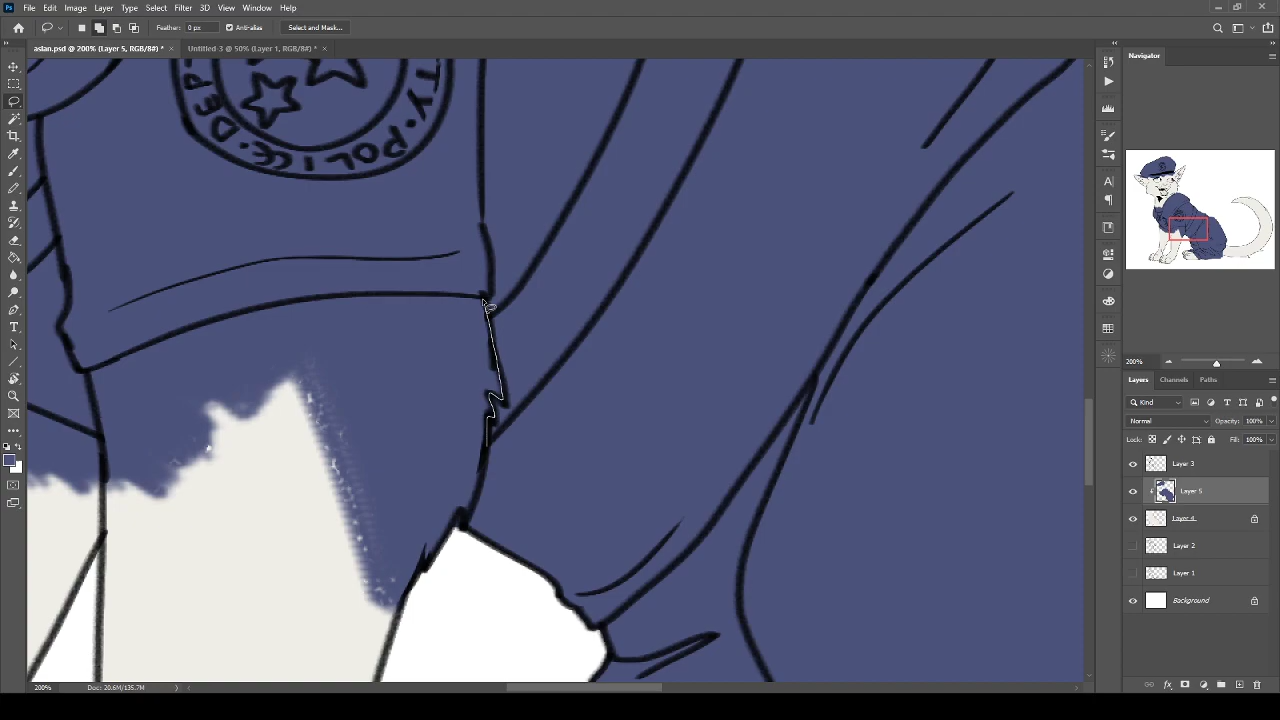 Ps File Edit Image Layer Type Select Filter 3D View Window Help
Feather: 0 px Anti-alias Select and Mask...
aslan.psd @ 200% (Layer 5, RGB/8#) * × Untitled-3 @ 50% (Layer 1, RGB/8#) * ×
Navigator
TY · POLICE · DEP
200%
Layers Channels Paths
Kind
Normal Opacity: 100%
Lock: Fill: 100%
Layer 3
Layer 5
Layer 4
Layer 2
Layer 1
Background
200% Doc: 20.6M/135.7M